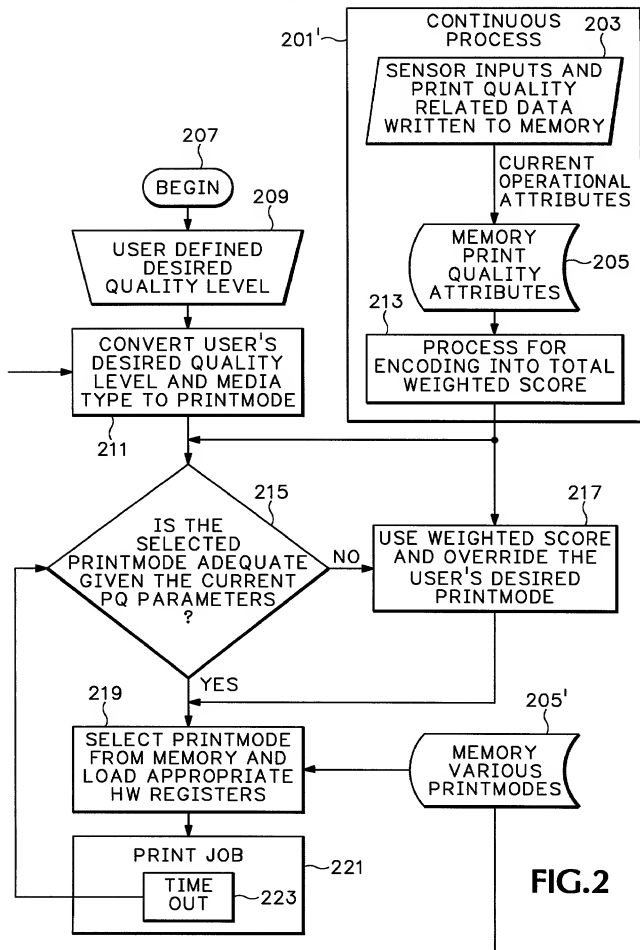 CONTINUOUS
PROCESS
201'
203
SENSOR INPUTS AND
PRINT QUALITY
RELATED DATA
WRITTEN TO MEMORY
CURRENT
OPERATIONAL
ATTRIBUTES
MEMORY
PRINT
QUALITY
ATTRIBUTES
205
213
PROCESS FOR
ENCODING INTO TOTAL
WEIGHTED SCORE
207
BEGIN
209
USER DEFINED
DESIRED
QUALITY LEVEL
CONVERT USER'S
DESIRED QUALITY
LEVEL AND MEDIA
TYPE TO PRINTMODE
211
215
IS THE
SELECTED
PRINTMODE ADEQUATE
GIVEN THE CURRENT
PQ PARAMETERS
?
NO
217
USE WEIGHTED SCORE
AND OVERRIDE THE
USER'S DESIRED
PRINTMODE
YES
219
SELECT PRINTMODE
FROM MEMORY AND
LOAD APPROPRIATE
HW REGISTERS
205'
MEMORY
VARIOUS
PRINTMODES
PRINT JOB
221
TIME
OUT
223
FIG.2